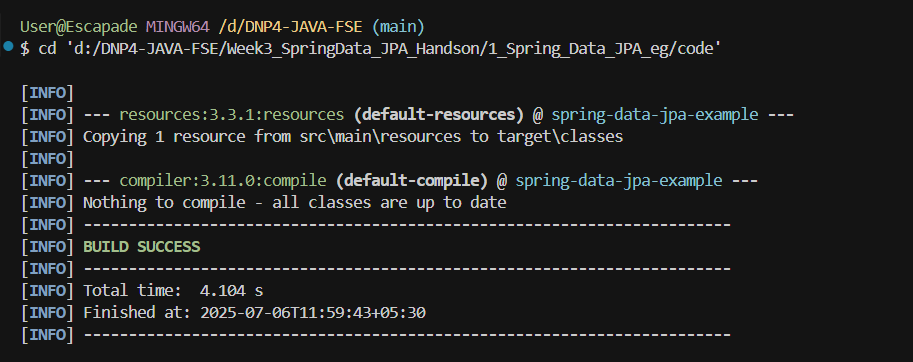 User@Escapade MINGW64 /d/DNP4-JAVA-FSE (main)
$ cd 'd:/DNP4-JAVA-FSE/Week3_SpringData_JPA_Handson/1_Spring_Data_JPA_eg/code'
[INFO]
[INFO] --- resources:3.3.1:resources (default-resources) @ spring-data-jpa-example ---
[INFO] Copying 1 resource from src\main\resources to target\classes
[INFO]
[INFO] --- compiler:3.11.0:compile (default-compile) @ spring-data-jpa-example ---
[INFO] Nothing to compile - all classes are up to date
[INFO] ------------------------------------------------------------------------
[INFO] BUILD SUCCESS
[INFO] ------------------------------------------------------------------------
[INFO] Total time:  4.104 s
[INFO] Finished at: 2025-07-06T11:59:43+05:30
[INFO] ------------------------------------------------------------------------